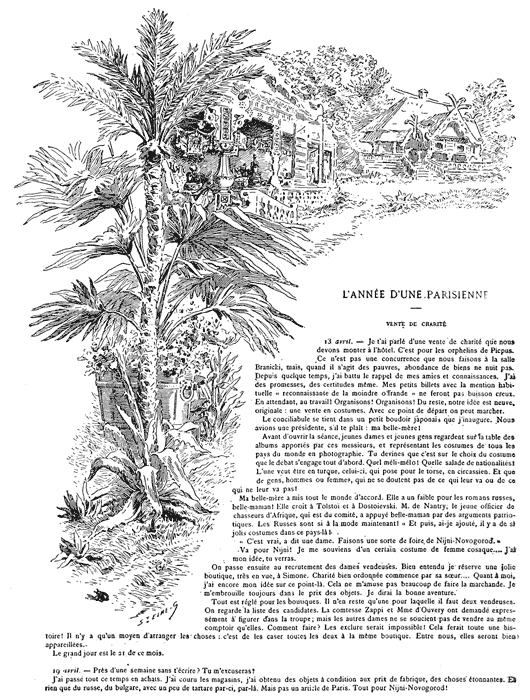 L'ANNÉE D'UNE PARISIENNE
VENTE DE CHARITÉ
13 avril. — Je t'ai parlé d'une vente de charité que nous
devons monter à l'hôtel. C'est pour les orphelins de Picpus.
Ce n'est pas une concurrence que nous faisons à la salle
Branicki, mais, quand il s'agit des pauvres, abondance de biens ne nuit pas.
Depuis quelque temps, j'ai battu le rappel de mes amies et connaissances. J'ai
des promesses, des certitudes même. Mes petits billets avec la mention habi-
tuelle « reconnaissante de la moindre offrande » ne feront pas buisson creux.
En attendant, au travail! Organisons! Organisons! Du reste, notre idée est neuve,
originale : une vente en costumes. Avec ce point de départ on peut marcher.
Le conciliabule se tient dans un petit boudoir japonais que j'inaugure. Nous
avions une présidente, s'il te plaît : ma belle-mère!
Avant d'ouvrir la séance, jeunes dames et jeunes gens regardent sur la table des
albums apportés par ces messieurs, et représentant les costumes de tous les
pays du monde en photographie. Tu devines que c'est sur le choix du costume
que le débat s'engage tout d'abord. Quel méli-mélo! Quelle salade de nationalités!
L'une veut être en turque, celui-ci, qui pose pour le torse, en circassien. Et que
de gens, hommes ou femmes, qui ne se doutent pas de ce qui leur va ou de ce
qui ne leur va pas!
Ma belle-mère a mis tout le monde d'accord. Elle a un faible pour les romans russes,
belle-maman! Elle croit à Tolstoï et à Dostoïevski. M. de Nantry, le jeune officier de
chasseurs d'Afrique, qui est du comité, a appuyé belle-maman par des arguments patrio-
tiques. Les Russes sont si à la mode maintenant! « Et puis, ai-je ajouté, il y a de si
jolis costumes dans ce pays-là!
« C'est vrai, a dit une dame. Faisons une sorte de foire de Nijni-Novogorod. »
Va pour Nijni! Je me souviens d'un certain costume de femme cosaque.... J'ai
mon idée, tu verras.
On passe ensuite au recrutement des dames vendeuses. Bien entendu je réserve une jolie
boutique, très en vue, à Simone. Charité bien ordonnée commence par sa sœur.... Quant à moi,
j'ai encore mon idée sur ce point-là. Cela ne m'amuse pas beaucoup de faire la marchande. Je
m'embrouille toujours dans le prix des objets. Je dirai la bonne aventure.
Tout est réglé pour les boutiques. Il n'en reste qu'une pour laquelle il faut deux vendeuses.
On regarde la liste des candidates. La comtesse Zappi et Mme d'Ouvery ont demandé expres-
sément à figurer dans la troupe; mais les autres dames ne se soucient pas de vendre au même
comptoir qu'elles. Comment faire? Les exclure serait impossible! Cela ferait toute une his-
toire! Il n'y a qu'un moyen d'arranger les choses : c'est de les caser toutes les deux à la même boutique. Entre nous, elles seront bien
appareillées.
Le grand jour est le 21 de ce mois.
19 avril. — Près d'une semaine sans t'écrire? Tu m'excuseras?
J'ai passé tout ce temps en achats. J'ai couru les magasins, j'ai obtenu des objets à condition aux prix de fabrique, des choses étonnantes. Et
rien que du russe, du bulgare, avec un peu de tartare par-ci, par-là. Mais pas un article de Paris. Tout pour Nijni-Novogorod!